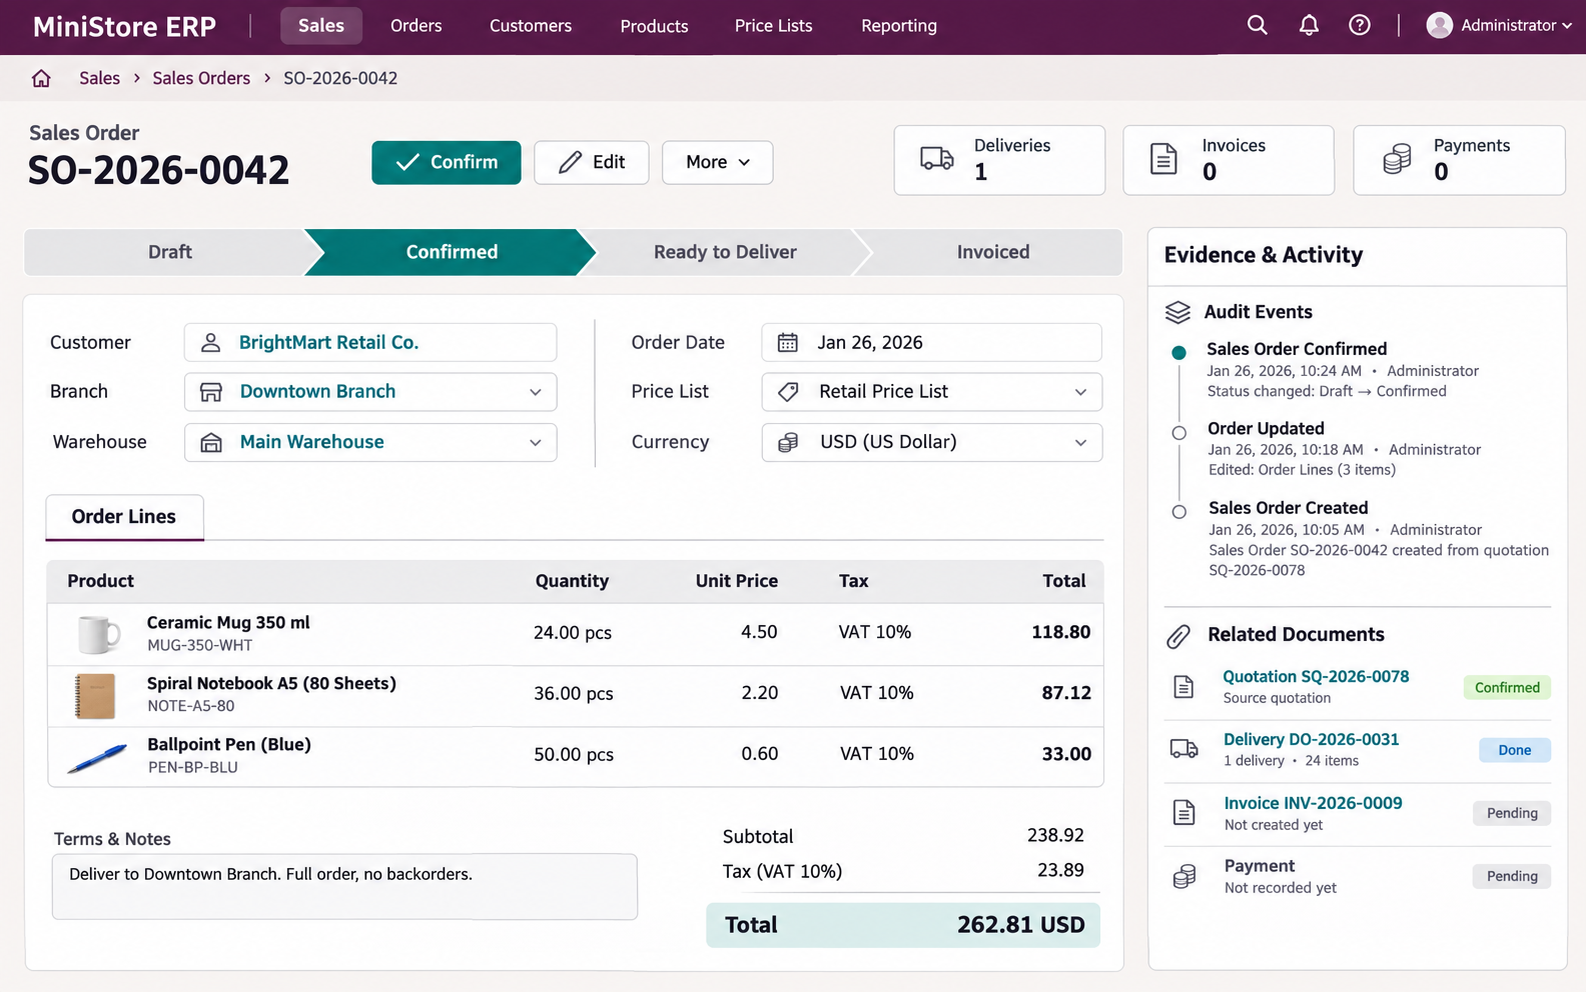 MiniStore ERP
Sales
Orders
Customers
Products
Price Lists
Reporting
Administrator
Sales > Sales Orders > SO-2026-0042
Sales Order
SO-2026-0042
Confirm
Edit
More
Deliveries
1
Invoices
0
Payments
0
Draft
Confirmed
Ready to Deliver
Invoiced
Customer
BrightMart Retail Co.
Branch
Downtown Branch
Warehouse
Main Warehouse
Order Date
Jan 26, 2026
Price List
Retail Price List
Currency
USD (US Dollar)
Order Lines
Product Quantity Unit Price Tax Total
Ceramic Mug 350 ml
MUG-350-WHT
24.00 pcs 4.50 VAT 10% 118.80
Spiral Notebook A5 (80 Sheets)
NOTE-A5-80
36.00 pcs 2.20 VAT 10% 87.12
Ballpoint Pen (Blue)
PEN-BP-BLU
50.00 pcs 0.60 VAT 10% 33.00
Terms & Notes
Deliver to Downtown Branch. Full order, no backorders.
Subtotal 238.92
Tax (VAT 10%) 23.89
Total 262.81 USD
Evidence & Activity
Audit Events
Sales Order Confirmed
Jan 26, 2026, 10:24 AM • Administrator
Status changed: Draft → Confirmed
Order Updated
Jan 26, 2026, 10:18 AM • Administrator
Edited: Order Lines (3 items)
Sales Order Created
Jan 26, 2026, 10:05 AM • Administrator
Sales Order SO-2026-0042 created from quotation
SQ-2026-0078
Related Documents
Quotation SQ-2026-0078
Source quotation
Confirmed
Delivery DO-2026-0031
1 delivery • 24 items
Done
Invoice INV-2026-0009
Not created yet
Pending
Payment
Not recorded yet
Pending